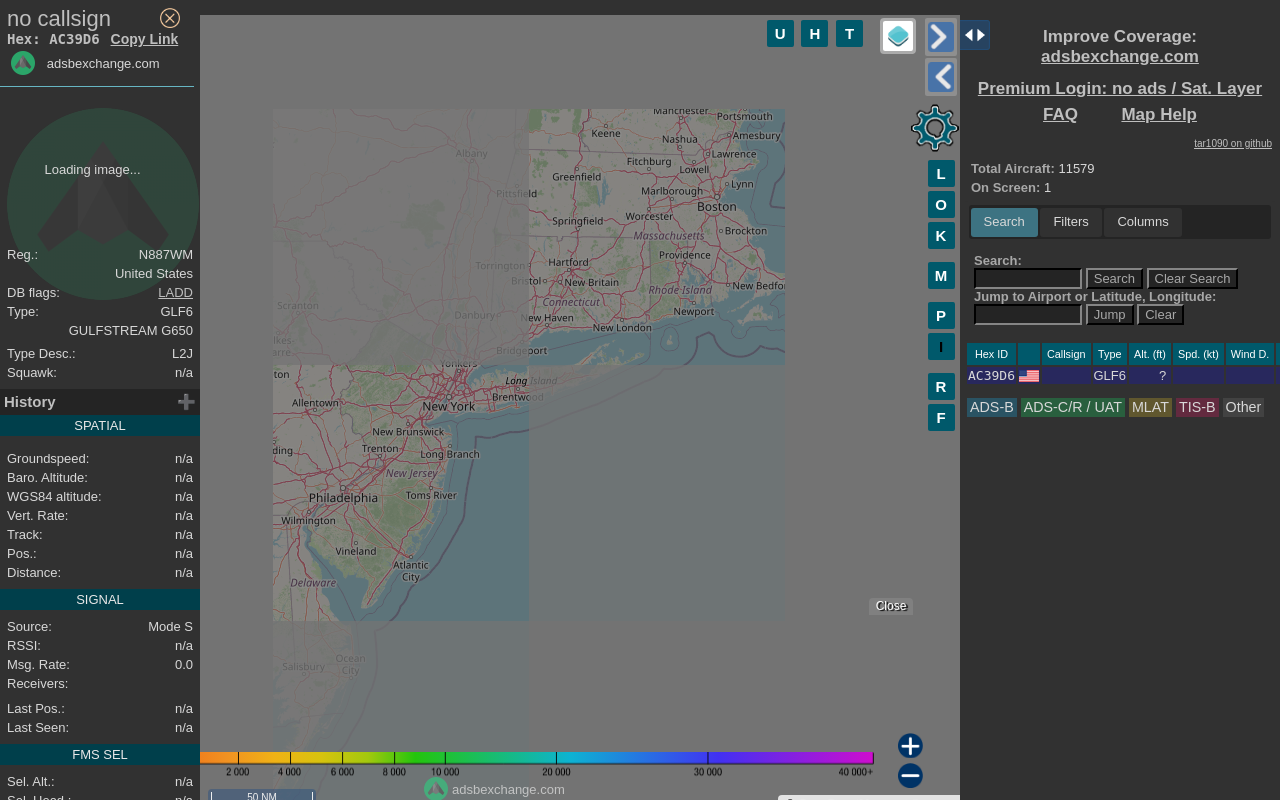 no callsign
Hex: AC39D6 Copy Link
adsbexchange.com
Loading image...
Reg.: N887WM
United States
DB flags: LADD
Type: GLF6
GULFSTREAM G650
Type Desc.: L2J
Squawk: n/a
History
SPATIAL
Groundspeed: n/a
Baro. Altitude: n/a
WGS84 altitude: n/a
Vert. Rate: n/a
Track: n/a
Pos.: n/a
Distance: n/a
SIGNAL
Source: Mode S
RSSI: n/a
Msg. Rate: 0.0
Receivers:
Last Pos.: n/a
Last Seen: n/a
FMS SEL
Sel. Alt.: n/a
Sel. Head.: n/a
U H T
L
O
K
M
P
I
R
F
Manchester
Portsmouth
Keene
Nashua
Amesbury
Albany
Fitchburg
Lawrence
Greenfield
Lowell
Lynn
Pittsfield
Marlborough
Boston
Springfield
Worcester
Massachusetts
Brockton
Torrington
Hartford
Providence
Bristol
New Britain
New Bedfor
Scranton
Connecticut
Rhode Island
Danbury
New Haven
New London
Newport
lkes-
arre
Bridgeport
Yonkers
ton
Long Island
Allentown
New York
Brentwood
New Brunswick
ding
Trenton
Long Branch
New Jersey
Philadelphia
Toms River
Wilmington
Vineland
Atlantic
City
Delaware
Close
Salisbury
Ocean
City
2 000 4 000 6 000 8 000 10 000 20 000 30 000 40 000+
adsbexchange.com
50 NM
Improve Coverage:
adsbexchange.com
Premium Login: no ads / Sat. Layer
FAQ Map Help
tar1090 on github
Total Aircraft: 11579
On Screen: 1
Search Filters Columns
Search:
Search Clear Search
Jump to Airport or Latitude, Longitude:
Jump Clear
Hex ID Callsign Type Alt. (ft) Spd. (kt) Wind D.
AC39D6 GLF6 ?
ADS-B ADS-C/R / UAT MLAT TIS-B Other